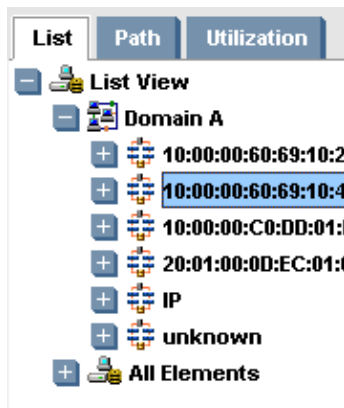 List Path Utilization
List View
Domain A
10:00:00:60:69:10:2
10:00:00:60:69:10:4
10:00:00:C0:DD:01:
20:01:00:0D:EC:01:
IP
unknown
All Elements